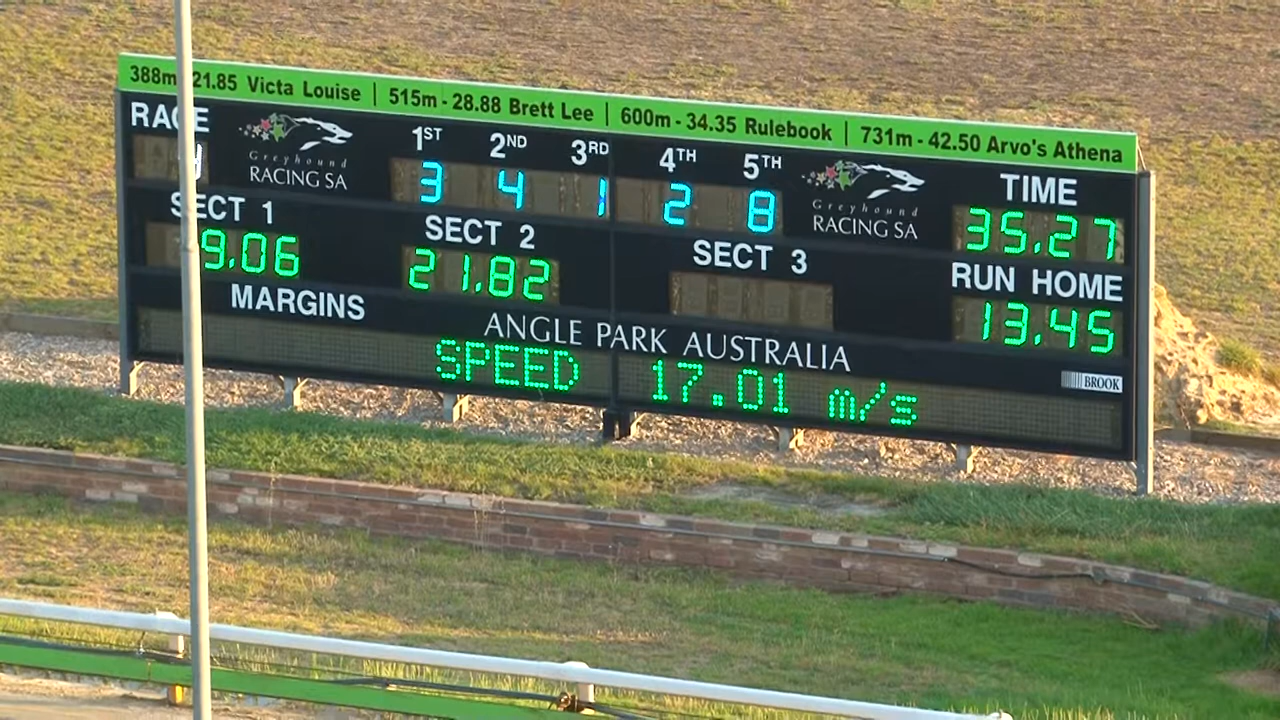 388m 21.85 Victa Louise | 515m - 28.88 Brett Lee | 600m - 34.35 Rulebook | 731m - 42.50 Arvo's Athena
RACE
Greyhound
RACING SA
1ST 2ND 3RD 4TH 5TH
3 4 1 2 8
Greyhound
RACING SA
TIME
35.27
SECT 1
9.06
SECT 2
21.82
SECT 3
RUN HOME
13.45
MARGINS
ANGLE PARK AUSTRALIA
SPEED 17.01 m/s
BROOK